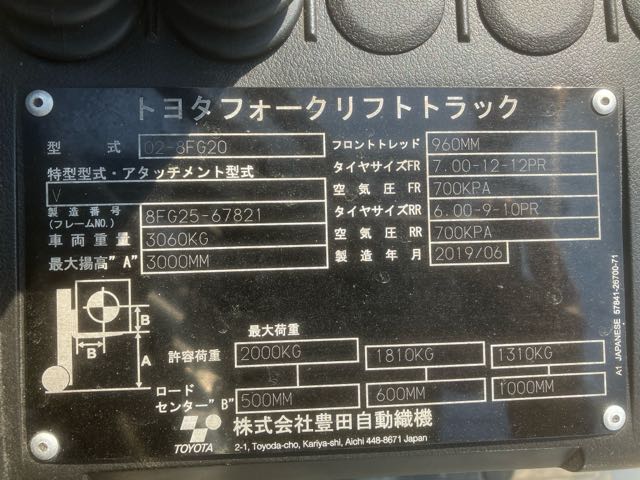 トヨタフォークリフトトラック
型 式 02-8FG20 フロントトレッド 960MM
特型型式・アタッチメント型式 タイヤサイズFR 7.00-12-12PR
V 空気圧 FR 700KPA
製造番号 (フレームNO.) 8FG25-67821 タイヤサイズRR 6.00-9-10PR
車両重量 3060KG 空気圧 RR 700KPA
最大揚高"A" 3000MM 製造年月 2019/06
B
B
A
最大荷重
許容荷重 2000KG 1810KG 1310KG
ロード
センター"B" 500MM 600MM 1000MM
TOYOTA 株式会社豊田自動織機
2-1, Toyoda-cho, Kariya-shi, Aichi 448-8671 Japan
A1 JAPANESE 57841-26700-71